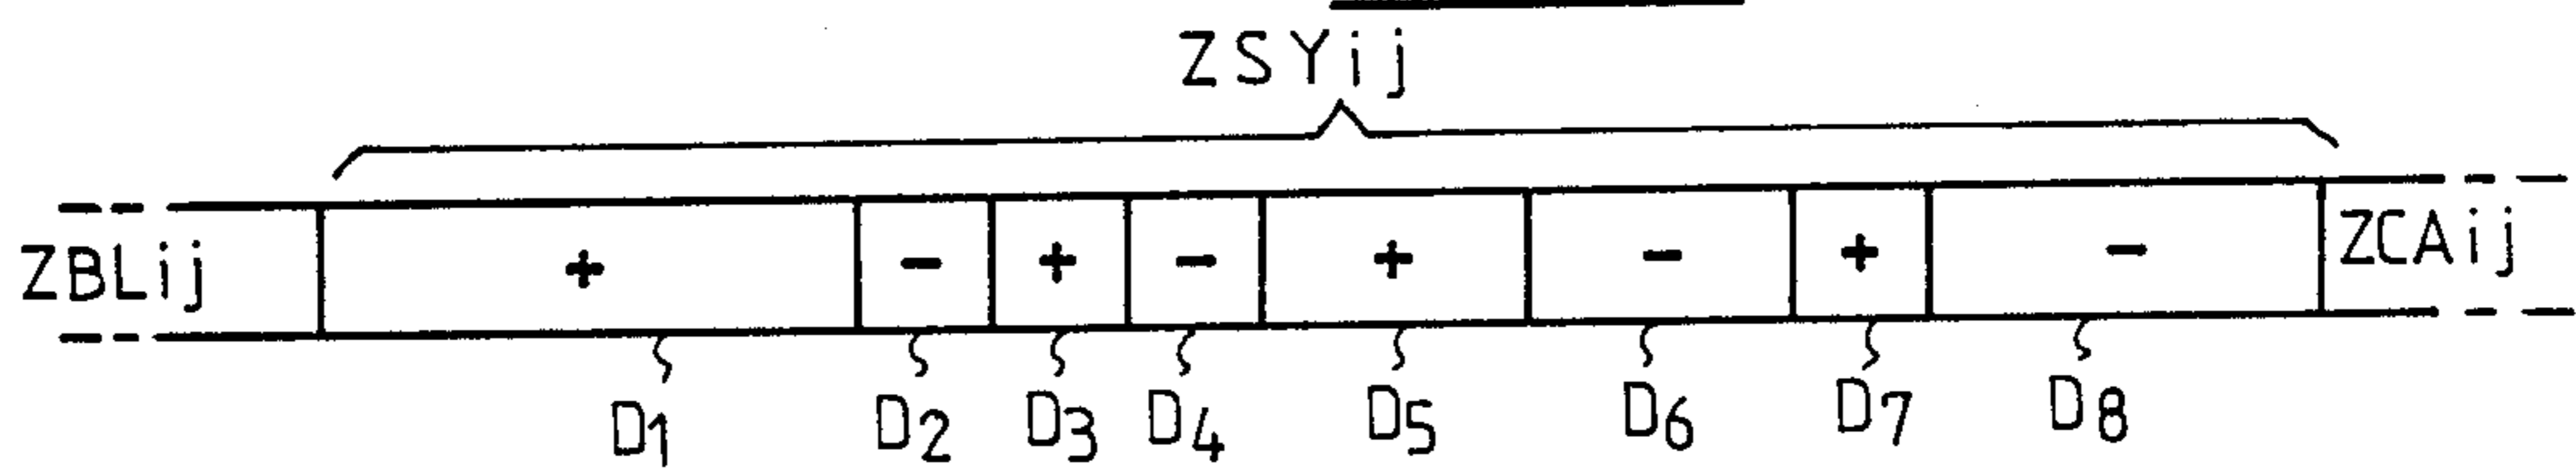 ZSYij
ZBLij + - + - + - + - ZCAij
D1 D2 D3 D4 D5 D6 D7 D8